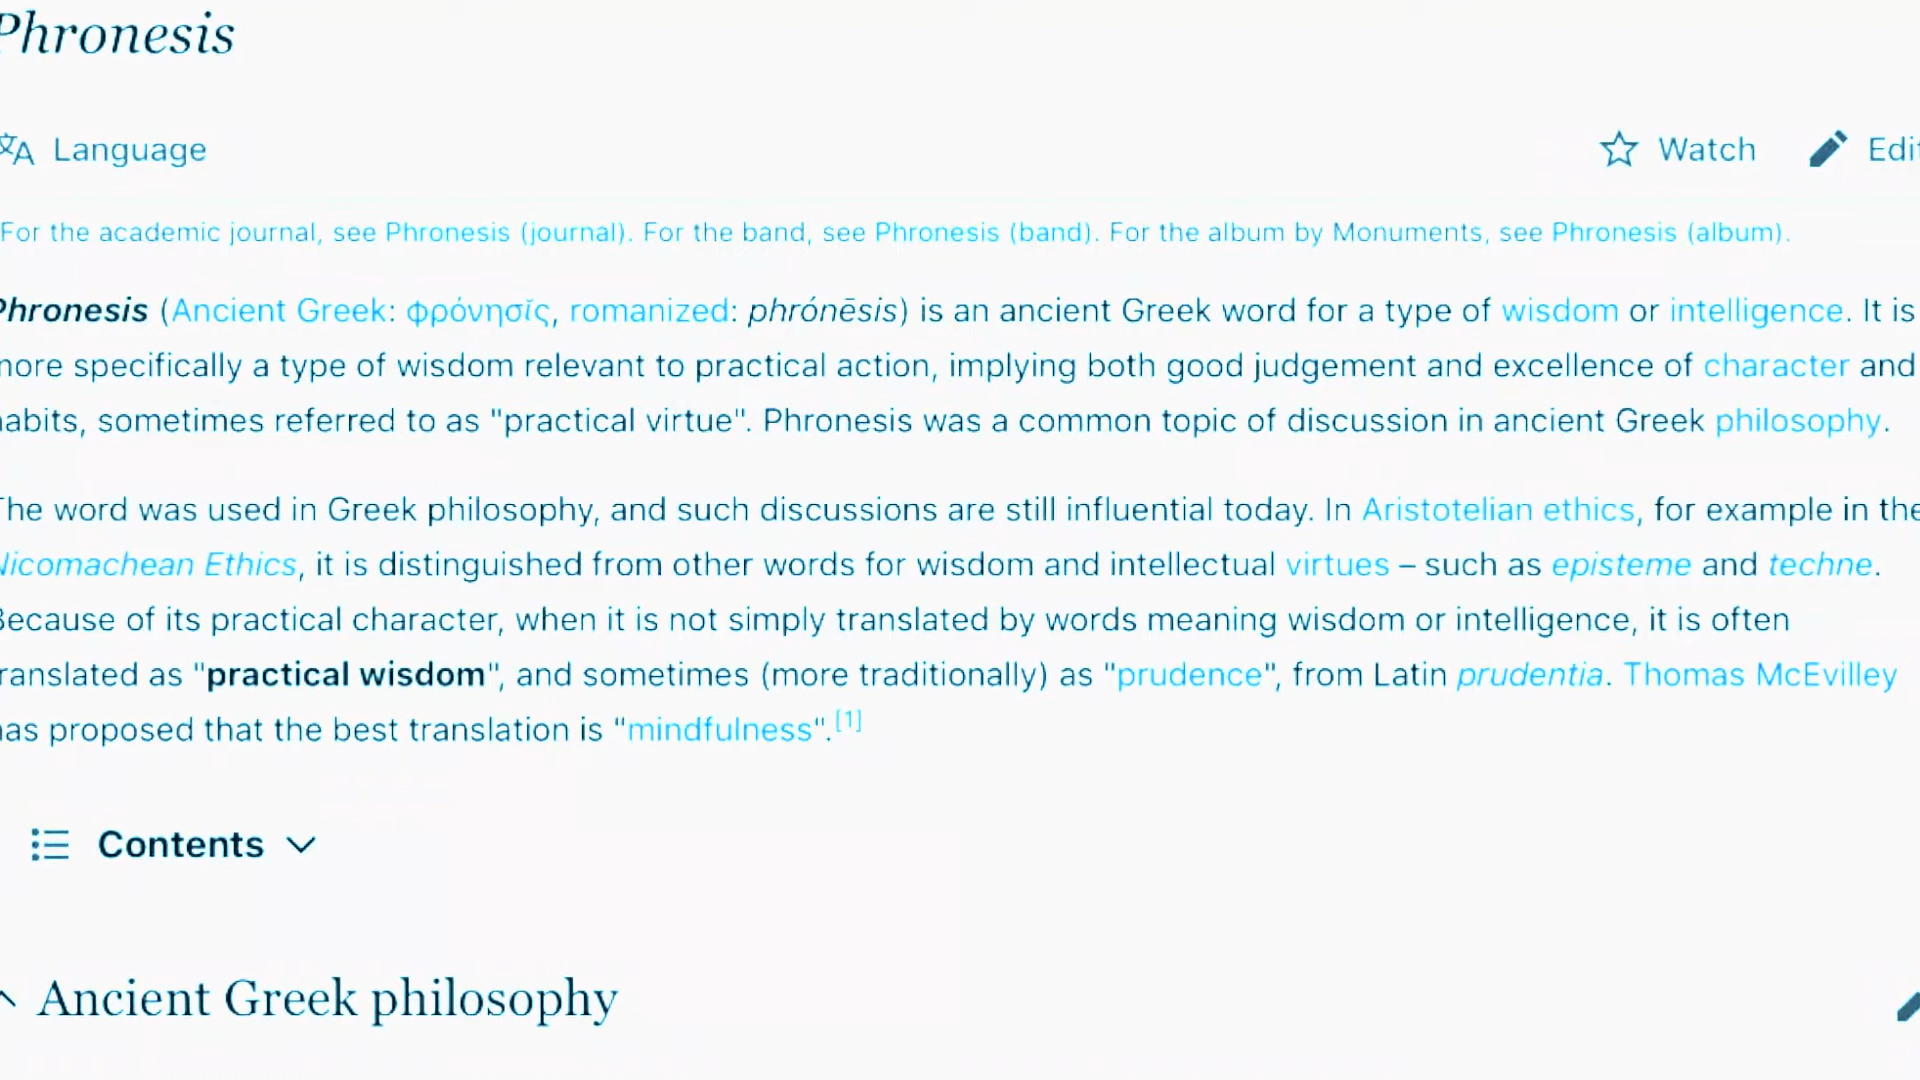 Phronesis
Language
Watch
Edit
For the academic journal, see Phronesis (journal). For the band, see Phronesis (band). For the album by Monuments, see Phronesis (album).
Phronesis (Ancient Greek: φρόνησῐς, romanized: phrónēsis) is an ancient Greek word for a type of wisdom or intelligence. It is
more specifically a type of wisdom relevant to practical action, implying both good judgement and excellence of character and
habits, sometimes referred to as "practical virtue". Phronesis was a common topic of discussion in ancient Greek philosophy.
The word was used in Greek philosophy, and such discussions are still influential today. In Aristotelian ethics, for example in the
Nicomachean Ethics, it is distinguished from other words for wisdom and intellectual virtues – such as episteme and techne.
Because of its practical character, when it is not simply translated by words meaning wisdom or intelligence, it is often
translated as "practical wisdom", and sometimes (more traditionally) as "prudence", from Latin prudentia. Thomas McEvilley
has proposed that the best translation is "mindfulness".[1]
Contents
Ancient Greek philosophy